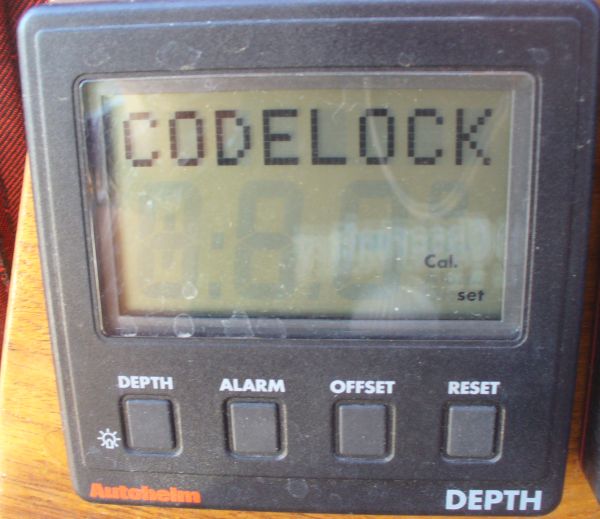 CODELOCK
Cal.
set
DEPTH ALARM OFFSET RESET
Autohelm
DEPTH